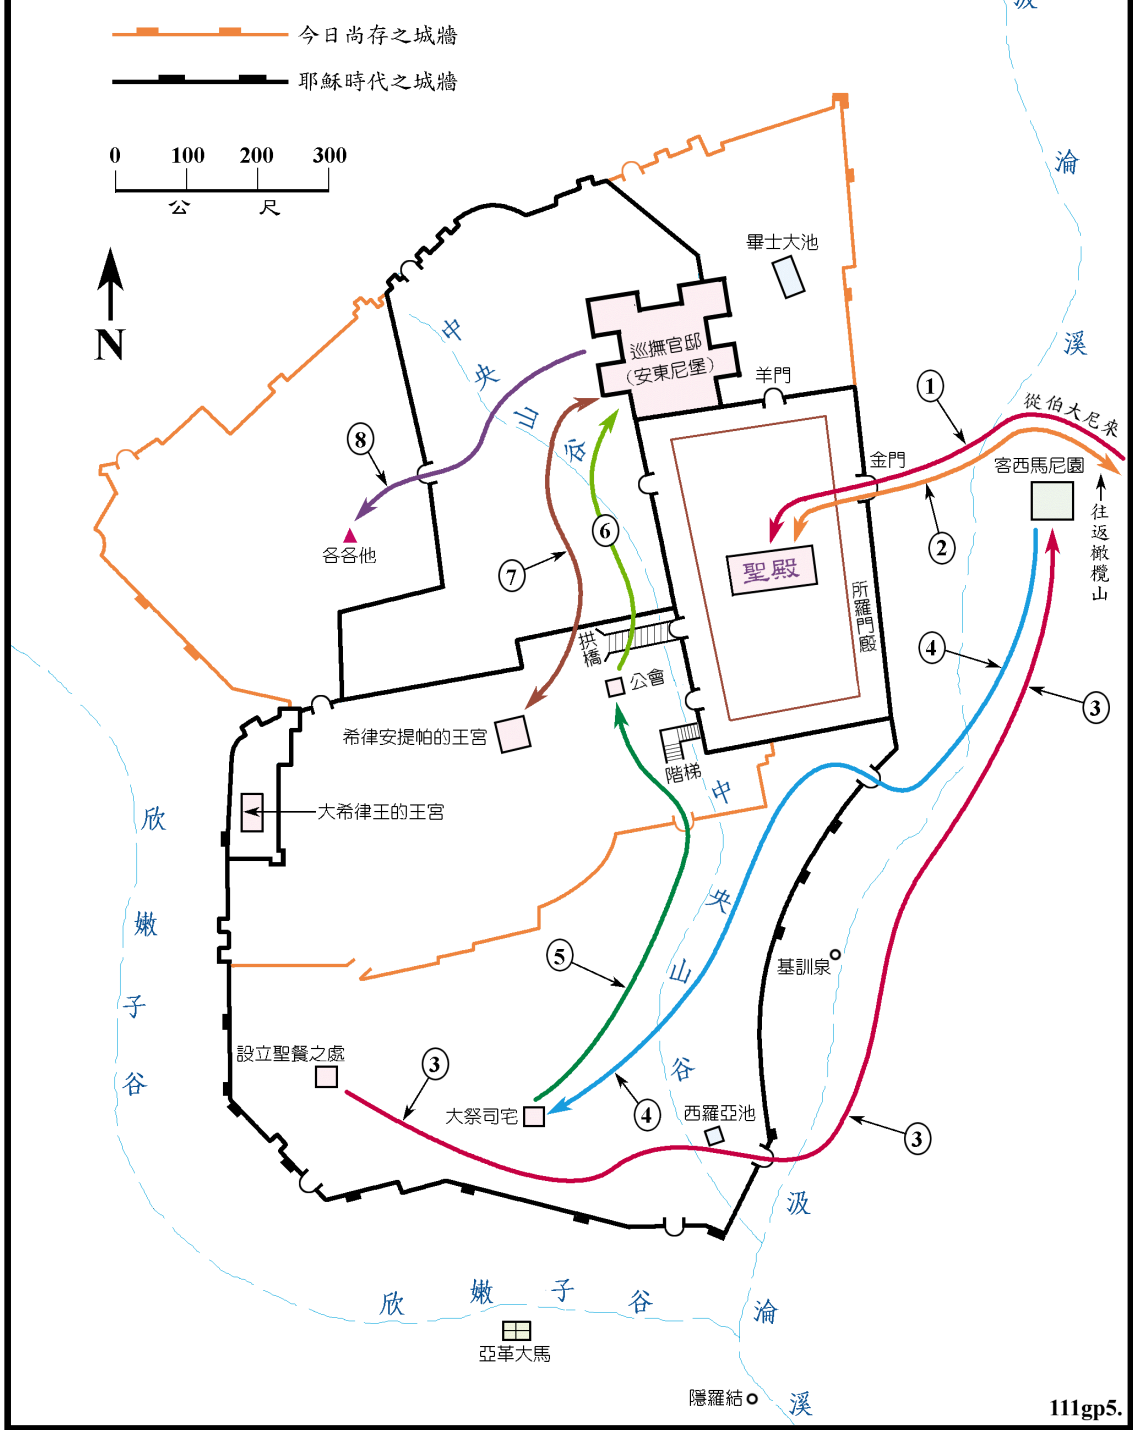 汲
今日尚存之城牆
耶穌時代之城牆
0 100 200 300
公 尺
淪
N
畢士大池
溪
中
央
山
谷
巡撫官邸
(安東尼堡)
羊門
1
從伯大尼來
8
金門
客西馬尼園
往返橄欖山
6
2
各各他
7
聖殿
所羅門廊
拱橋
4
公會
3
希律安提帕的王宮
階梯
中
大希律王的王宮
欣
央
嫩
5
基訓泉
山
子
設立聖餐之處
3
谷
谷
大祭司宅
4
西羅亞池
3
汲
欣 嫩 子 谷
淪
亞革大馬
隱羅結
溪
111gp5.